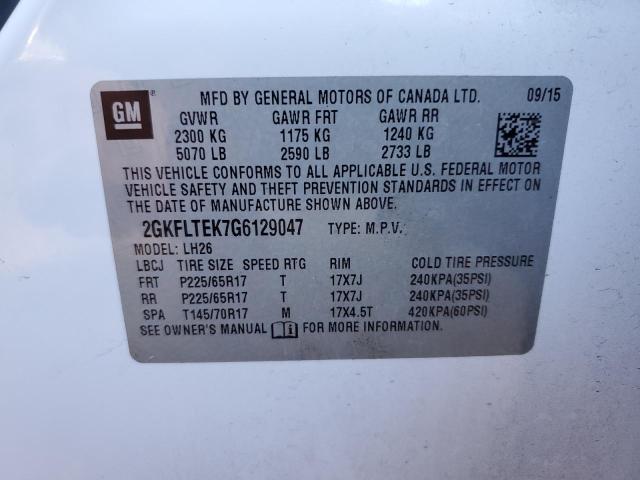 GM
MFD BY GENERAL MOTORS OF CANADA LTD. 09/15
GVWR GAWR FRT GAWR RR
2300 KG 1175 KG 1240 KG
5070 LB 2590 LB 2733 LB
THIS VEHICLE CONFORMS TO ALL APPLICABLE U.S. FEDERAL MOTOR
VEHICLE SAFETY AND THEFT PREVENTION STANDARDS IN EFFECT ON
THE DATE OF MANUFACTURE SHOWN ABOVE.
2GKFLTEK7G6129047 TYPE: M.P.V.
MODEL: LH26
LBCJ TIRE SIZE SPEED RTG RIM COLD TIRE PRESSURE
FRT P225/65R17 T 17X7J 240KPA(35PSI)
RR P225/65R17 T 17X7J 240KPA(35PSI)
SPA T145/70R17 M 17X4.5T 420KPA(60PSI)
SEE OWNER'S MANUAL FOR MORE INFORMATION.